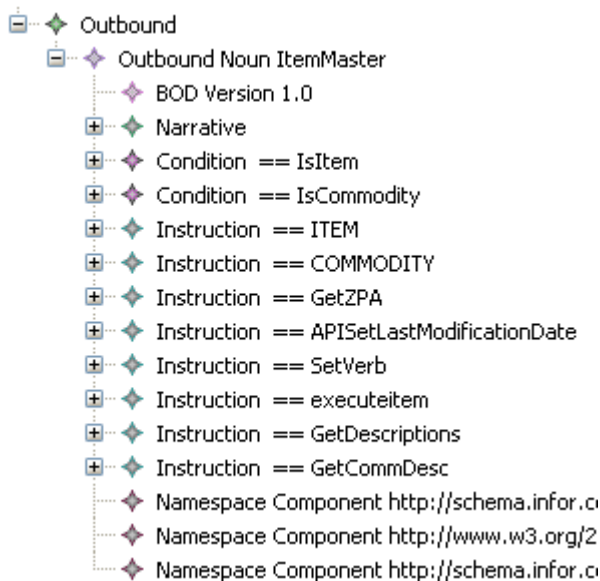 Outbound
Outbound Noun ItemMaster
BOD Version 1.0
Narrative
Condition == IsItem
Condition == IsCommodity
Instruction == ITEM
Instruction == COMMODITY
Instruction == GetZPA
Instruction == APISetLastModificationDate
Instruction == SetVerb
Instruction == executeitem
Instruction == GetDescriptions
Instruction == GetCommDesc
Namespace Component http://schema.infor.c
Namespace Component http://www.w3.org/2
Namespace Component http://schema.infor.c